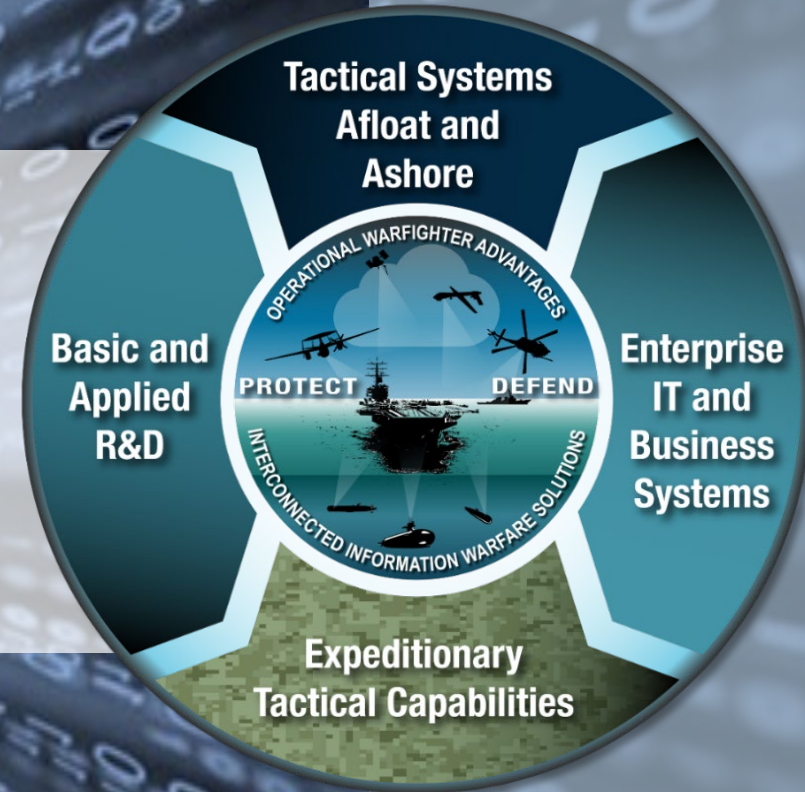 Tactical Systems
Afloat and
Ashore
OPERATIONAL WARFIGHTER ADVANTAGES
Basic and
Applied
R&D
PROTECT
DEFEND
Enterprise
IT and
Business
Systems
INTERCONNECTED INFORMATION WARFARE SOLUTIONS
Expeditionary
Tactical Capabilities